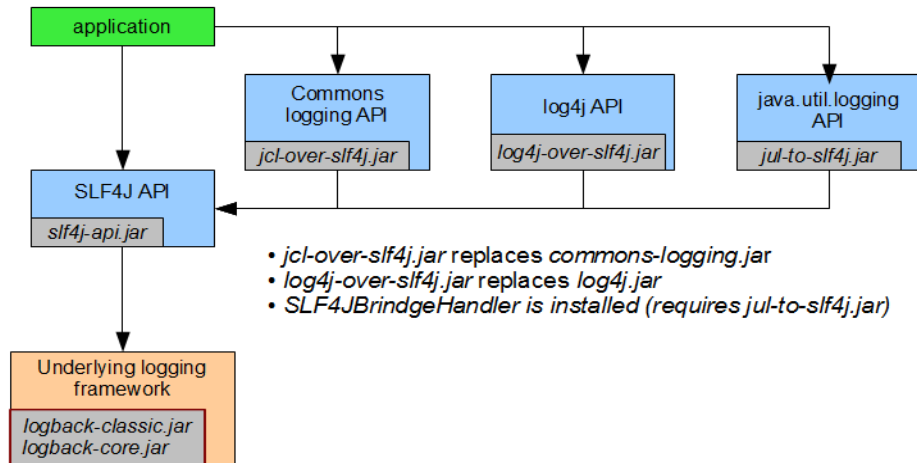 application
Commons
logging API
jcl-over-slf4j.jar
log4j API
log4j-over-slf4j.jar
java.util.logging
API
jul-to-slf4j.jar
SLF4J API
slf4j-api.jar
• jcl-over-slf4j.jar replaces commons-logging.jar
• log4j-over-slf4j.jar replaces log4j.jar
• SLF4JBrindgeHandler is installed (requires jul-to-slf4j.jar)
Underlying logging
framework
logback-classic.jar
logback-core.jar